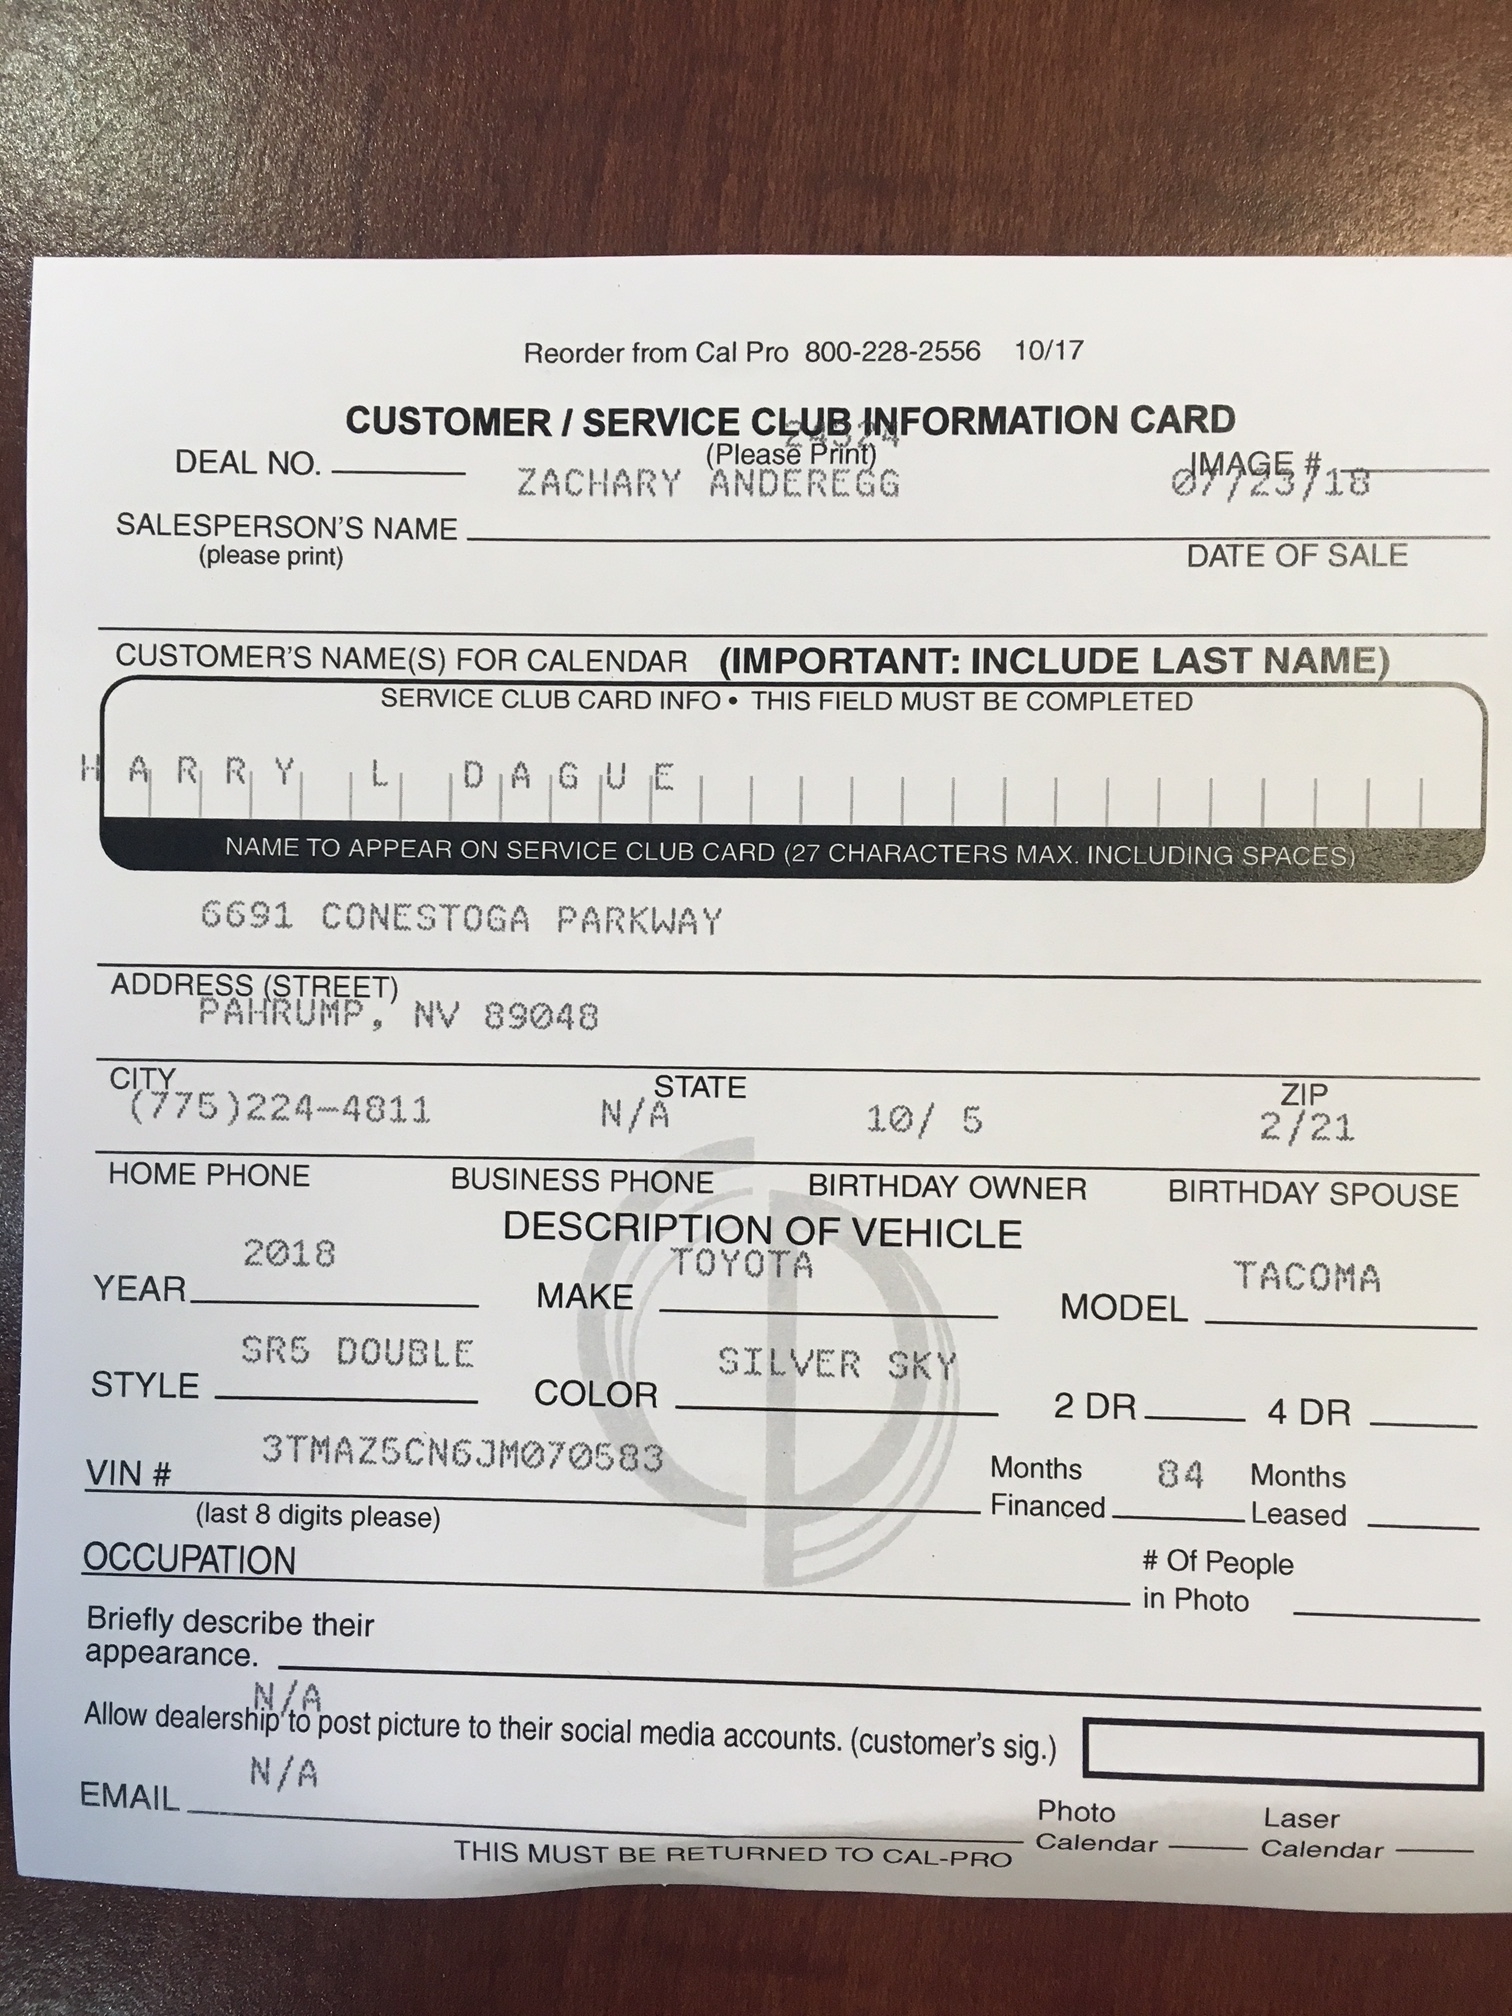 Reorder from Cal Pro 800-228-2556 10/17
CUSTOMER / SERVICE CLUB INFORMATION CARD
24524
DEAL NO. (Please Print) IMAGE #
ZACHARY ANDEREGG 07/23/18
SALESPERSON'S NAME
(please print) DATE OF SALE
CUSTOMER'S NAME(S) FOR CALENDAR (IMPORTANT: INCLUDE LAST NAME)
SERVICE CLUB CARD INFO • THIS FIELD MUST BE COMPLETED
HARRY L DAGUE
NAME TO APPEAR ON SERVICE CLUB CARD (27 CHARACTERS MAX. INCLUDING SPACES)
6691 CONESTOGA PARKWAY
ADDRESS (STREET)
PAHRUMP, NV 89048
CITY STATE ZIP
(775)224-4811 N/A 10/ 5 2/21
HOME PHONE BUSINESS PHONE BIRTHDAY OWNER BIRTHDAY SPOUSE
DESCRIPTION OF VEHICLE
2018 TOYOTA TACOMA
YEAR MAKE MODEL
SR5 DOUBLE SILVER SKY
STYLE COLOR 2 DR 4 DR
3TMAZ5CN6JM070583
VIN # Months Financed 84 Months Leased
(last 8 digits please)
OCCUPATION # Of People in Photo
Briefly describe their
appearance.
N/A
Allow dealership to post picture to their social media accounts. (customer's sig.)
N/A
EMAIL Photo Calendar Laser Calendar
THIS MUST BE RETURNED TO CAL-PRO